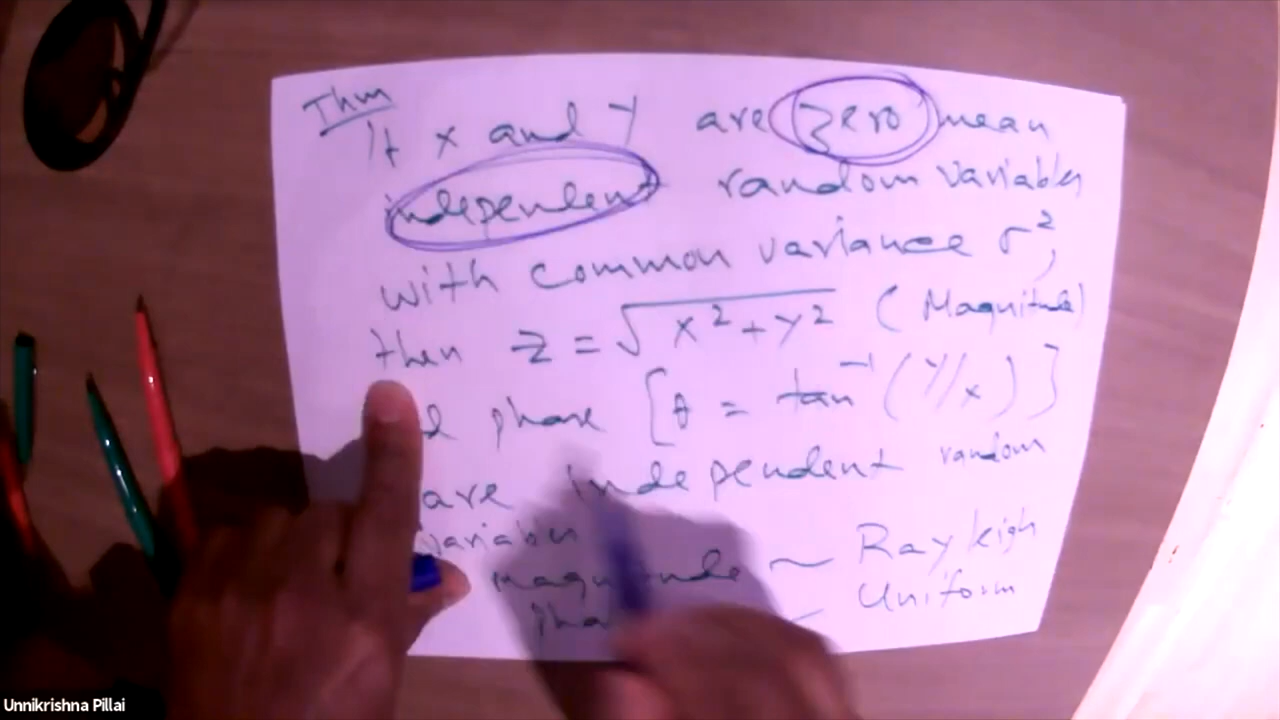 Thm
If x and y are zero mean
independent random variables
with common variance σ²,
then z = √x² + y² (Magnitude)
phase [θ = tan⁻¹ (y/x)]
are independent random
variables
magnitude ~ Rayleigh
~ Uniform
Unnikrishna Pillai